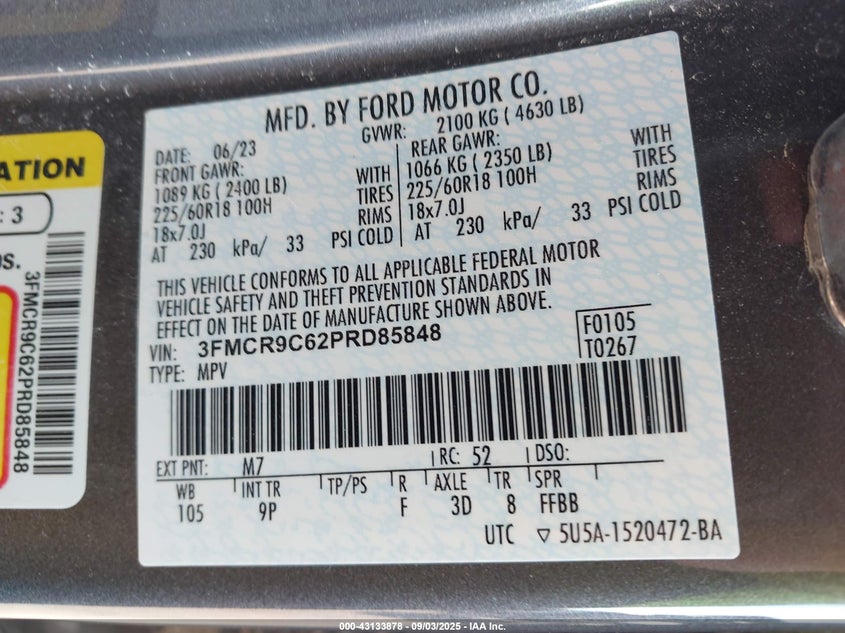 MFD. BY FORD MOTOR CO.
GVWR: 2100 KG ( 4630 LB)
DATE: 06/23
FRONT GAWR:
1089 KG ( 2400 LB) WITH
225/60R18 100H TIRES
18x7.0J RIMS
AT 230 kPa/ 33 PSI COLD
REAR GAWR:
1066 KG ( 2350 LB) WITH
225/60R18 100H TIRES
18x7.0J RIMS
AT 230 kPa/ 33 PSI COLD
THIS VEHICLE CONFORMS TO ALL APPLICABLE FEDERAL MOTOR
VEHICLE SAFETY AND THEFT PREVENTION STANDARDS IN
EFFECT ON THE DATE OF MANUFACTURE SHOWN ABOVE.
VIN: 3FMCR9C62PRD85848
F0105
T0267
TYPE: MPV
EXT PNT: M7 RC: 52 DSO:
WB INT TR TP/PS R AXLE TR SPR
105 9P F 3D 8 FFBB
UTC ▽ 5U5A-1520472-BA
ATION
: 3
OS.
3FMCR9C62PRD85848
000-43133878 - 09/03/2025 - IAA Inc.